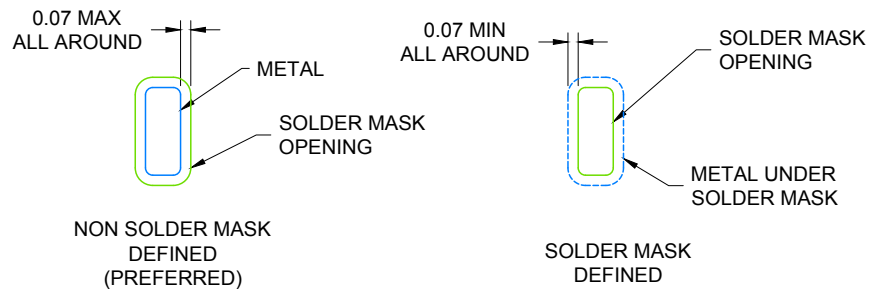 0.07 MAX
ALL AROUND
METAL
SOLDER MASK
OPENING
NON SOLDER MASK
DEFINED
(PREFERRED)
0.07 MIN
ALL AROUND
SOLDER MASK
OPENING
METAL UNDER
SOLDER MASK
SOLDER MASK
DEFINED